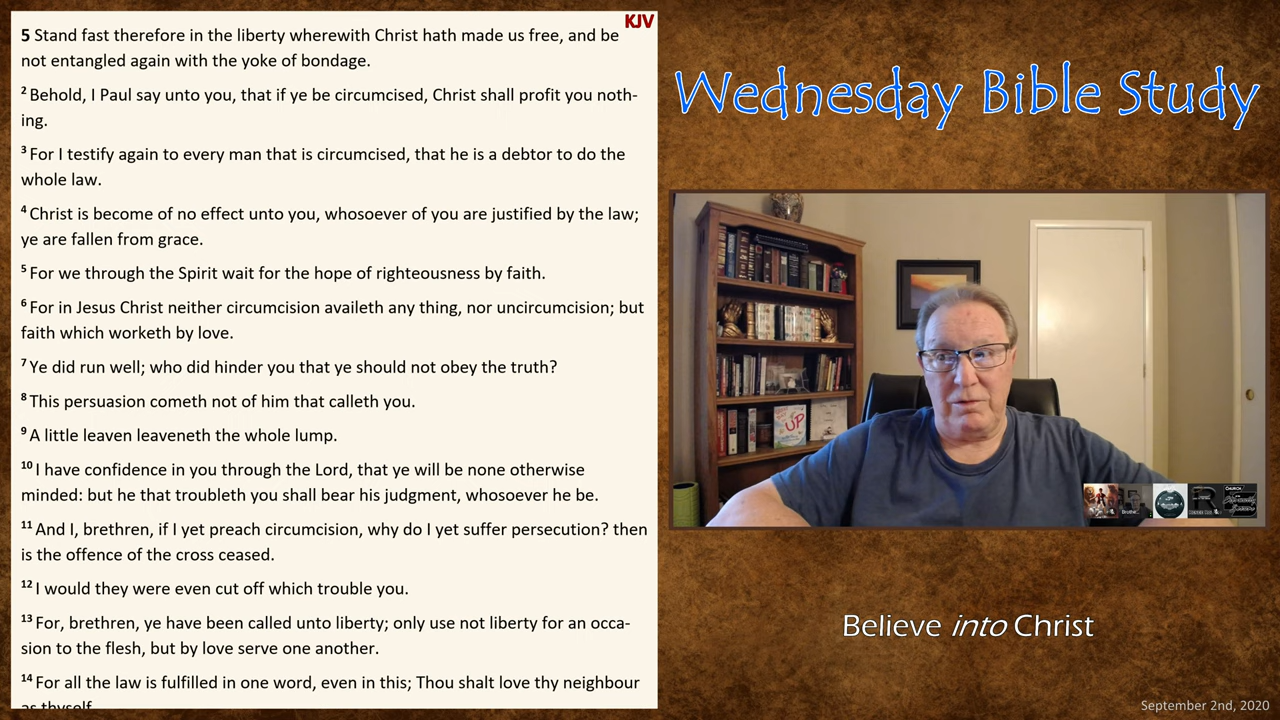 KJV
5 Stand fast therefore in the liberty wherewith Christ hath made us free, and be
not entangled again with the yoke of bondage.
2 Behold, I Paul say unto you, that if ye be circumcised, Christ shall profit you noth-
ing.
3 For I testify again to every man that is circumcised, that he is a debtor to do the
whole law.
4 Christ is become of no effect unto you, whosoever of you are justified by the law;
ye are fallen from grace.
5 For we through the Spirit wait for the hope of righteousness by faith.
6 For in Jesus Christ neither circumcision availeth any thing, nor uncircumcision; but
faith which worketh by love.
7 Ye did run well; who did hinder you that ye should not obey the truth?
8 This persuasion cometh not of him that calleth you.
9 A little leaven leaveneth the whole lump.
10 I have confidence in you through the Lord, that ye will be none otherwise
minded: but he that troubleth you shall bear his judgment, whosoever he be.
11 And I, brethren, if I yet preach circumcision, why do I yet suffer persecution? then
is the offence of the cross ceased.
12 I would they were even cut off which trouble you.
13 For, brethren, ye have been called unto liberty; only use not liberty for an occa-
sion to the flesh, but by love serve one another.
14 For all the law is fulfilled in one word, even in this; Thou shalt love thy neighbour
as thyself
Wednesday Bible Study
UP
Believe into Christ
September 2nd, 2020